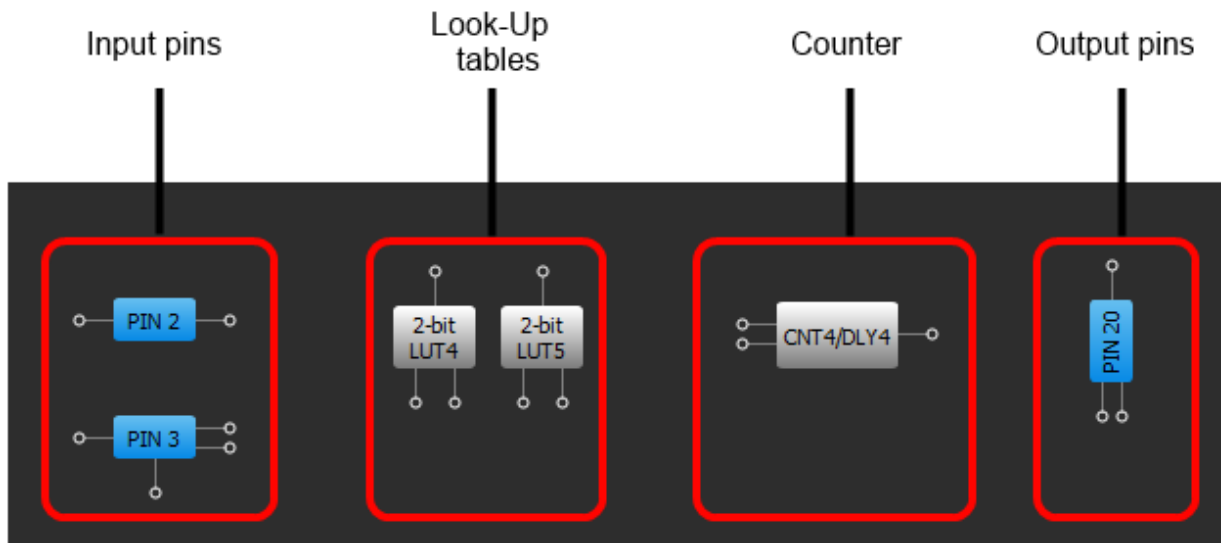 Input pins
Look-Up
tables
Counter
Output pins
PIN 2
PIN 3
2-bit
LUT4
2-bit
LUT5
CNT4/DLY4
PIN 20